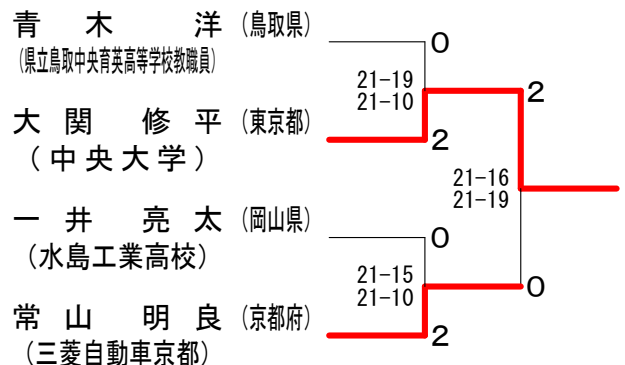 青木 洋 (鳥取県)
(県立鳥取中央育英高等学校教職員)
0
21-19
21-10
2
大関 修平 (東京都)
(中央大学)
2
21-16
21-19
一井 亮太 (岡山県)
(水島工業高校)
0
21-15
21-10
0
常山 明良 (京都府)
(三菱自動車京都)
2